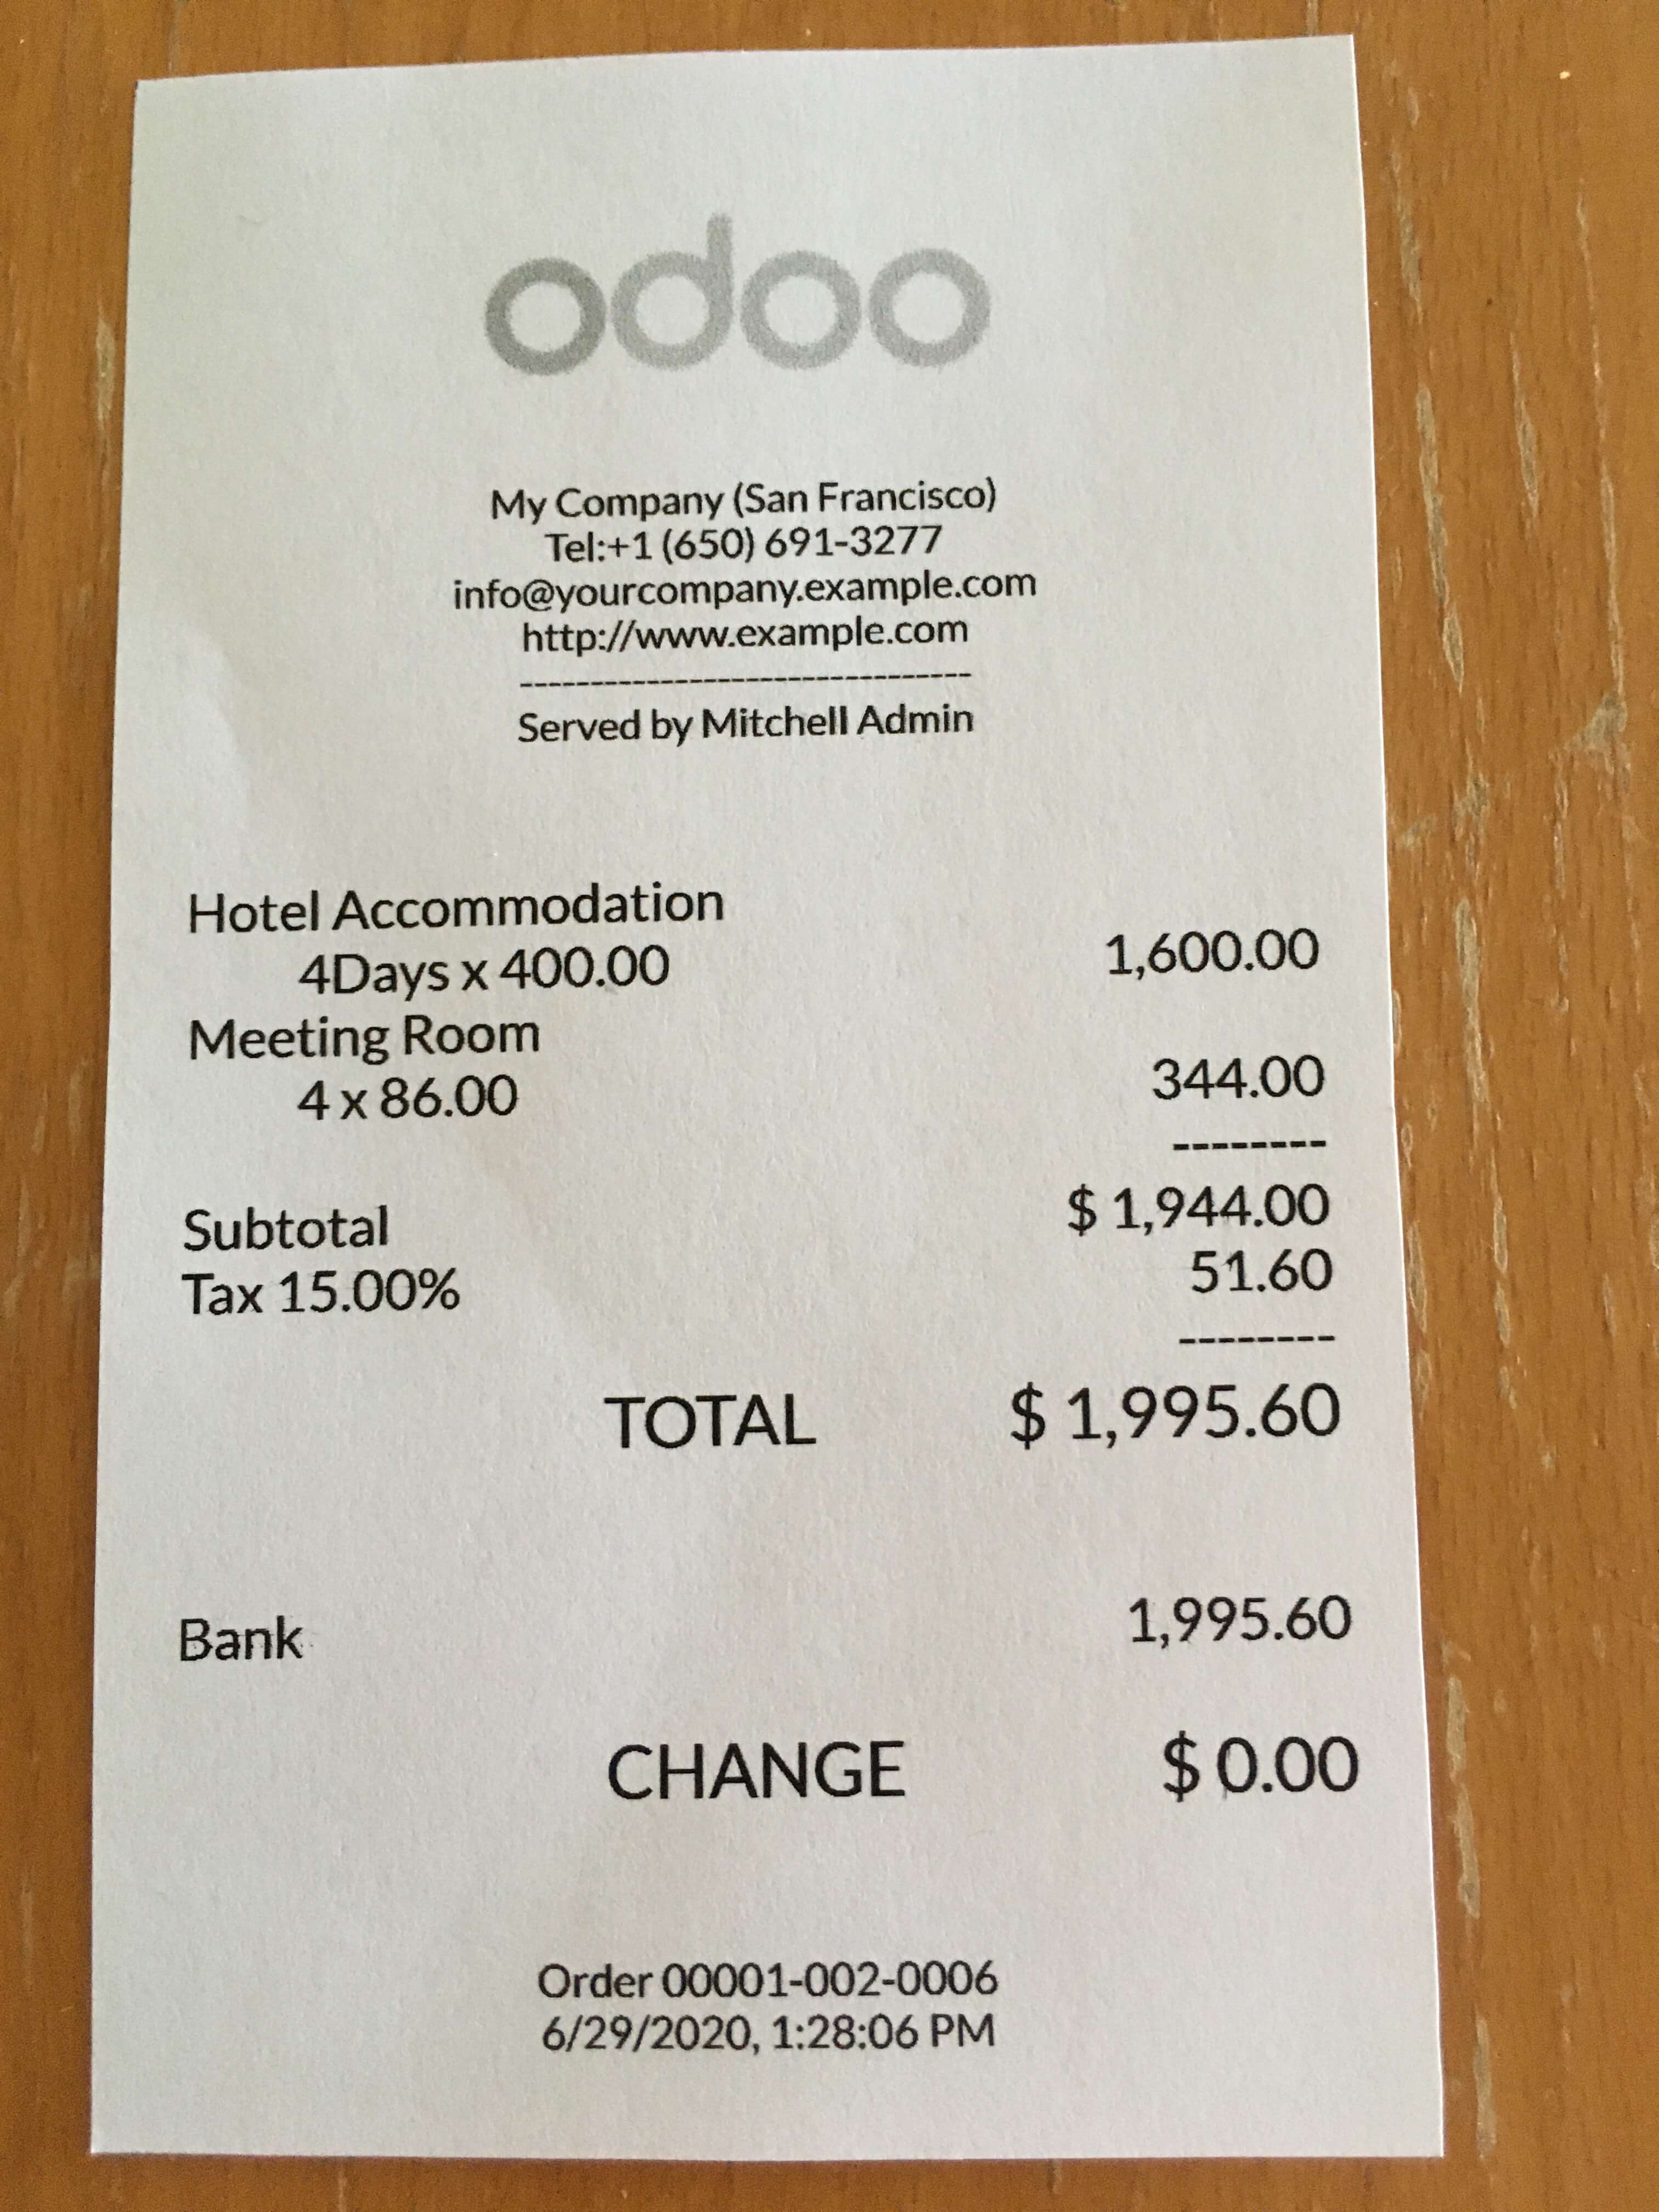 odoo
My Company (San Francisco)
Tel:+1 (650) 691-3277
info@yourcompany.example.com
http://www.example.com
--------------------------------
Served by Mitchell Admin
Hotel Accommodation
4Days x 400.00 1,600.00
Meeting Room
4 x 86.00 344.00
--------
Subtotal $ 1,944.00
Tax 15.00% 51.60
--------
TOTAL $ 1,995.60
Bank 1,995.60
CHANGE $ 0.00
Order 00001-002-0006
6/29/2020, 1:28:06 PM